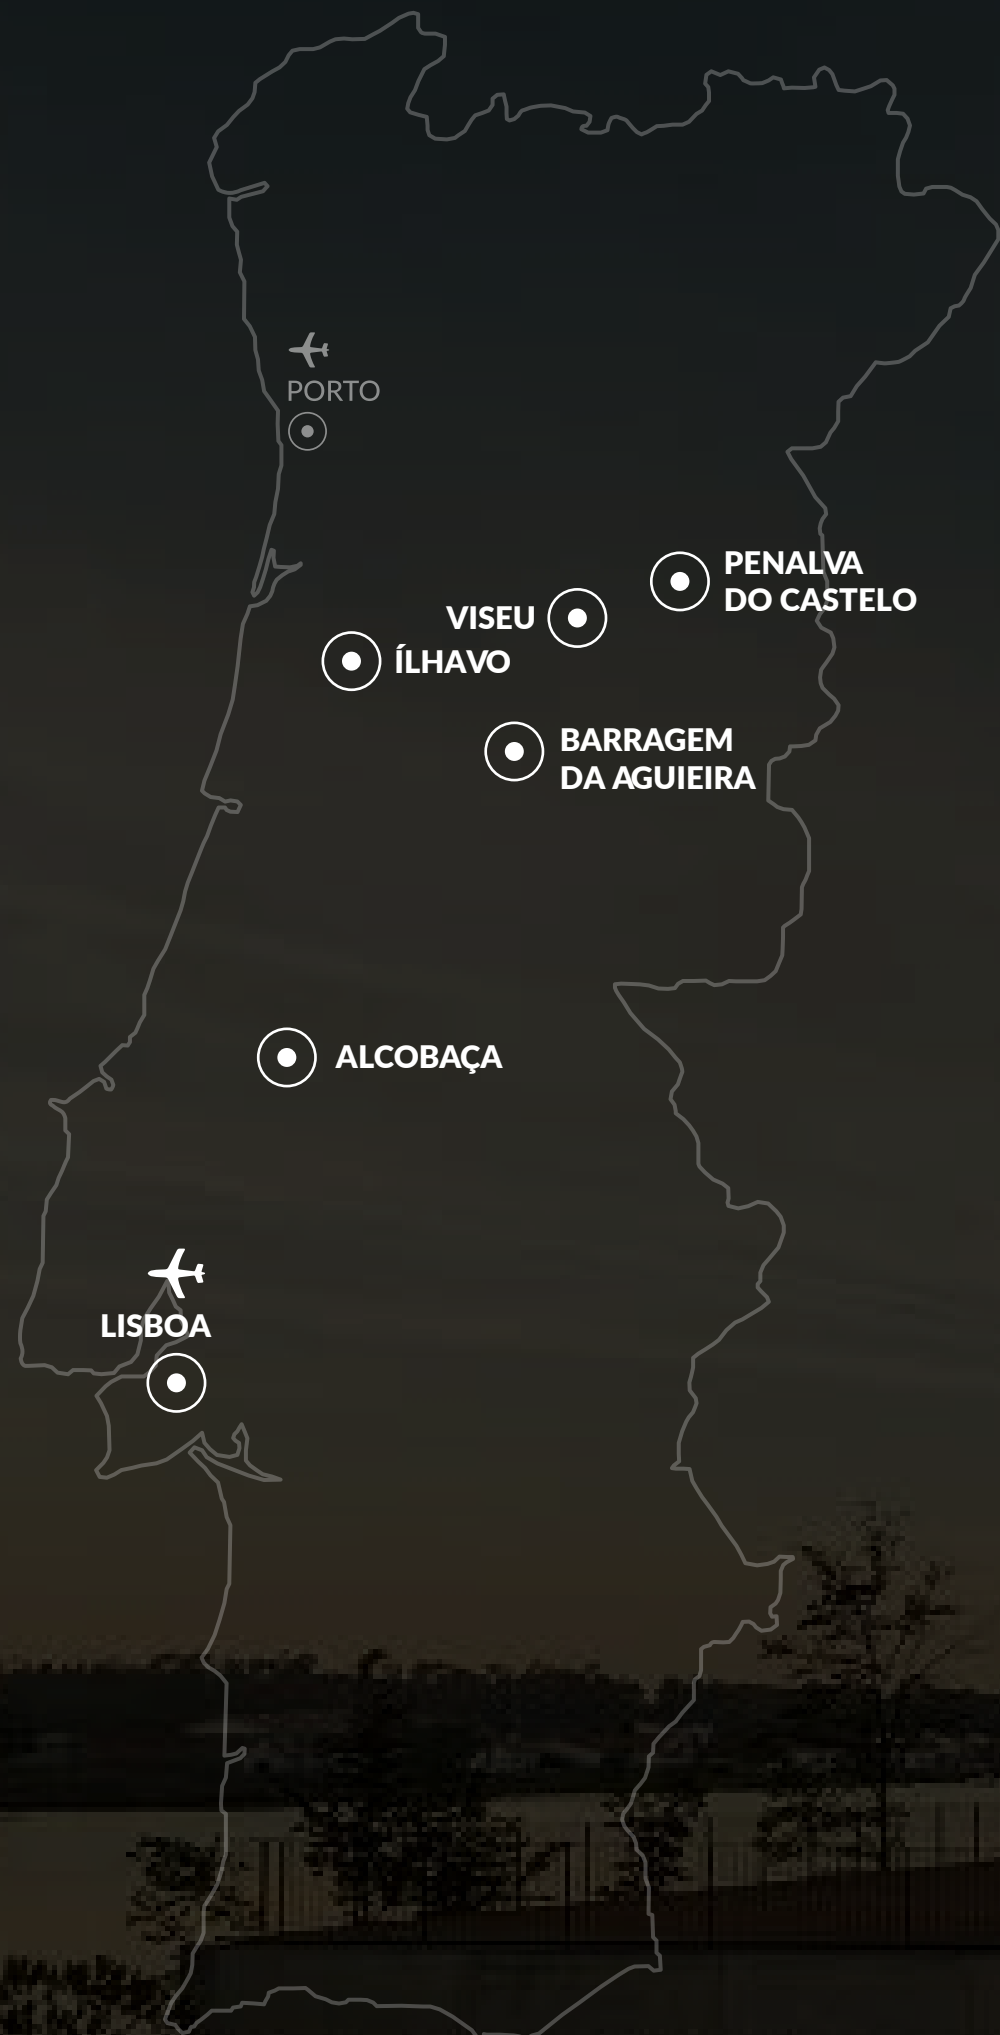 PORTO
PENALVA
DO CASTELO
VISEU
ÍLHAVO
BARRAGEM
DA AGUIEIRA
ALCOBAÇA
LISBOA